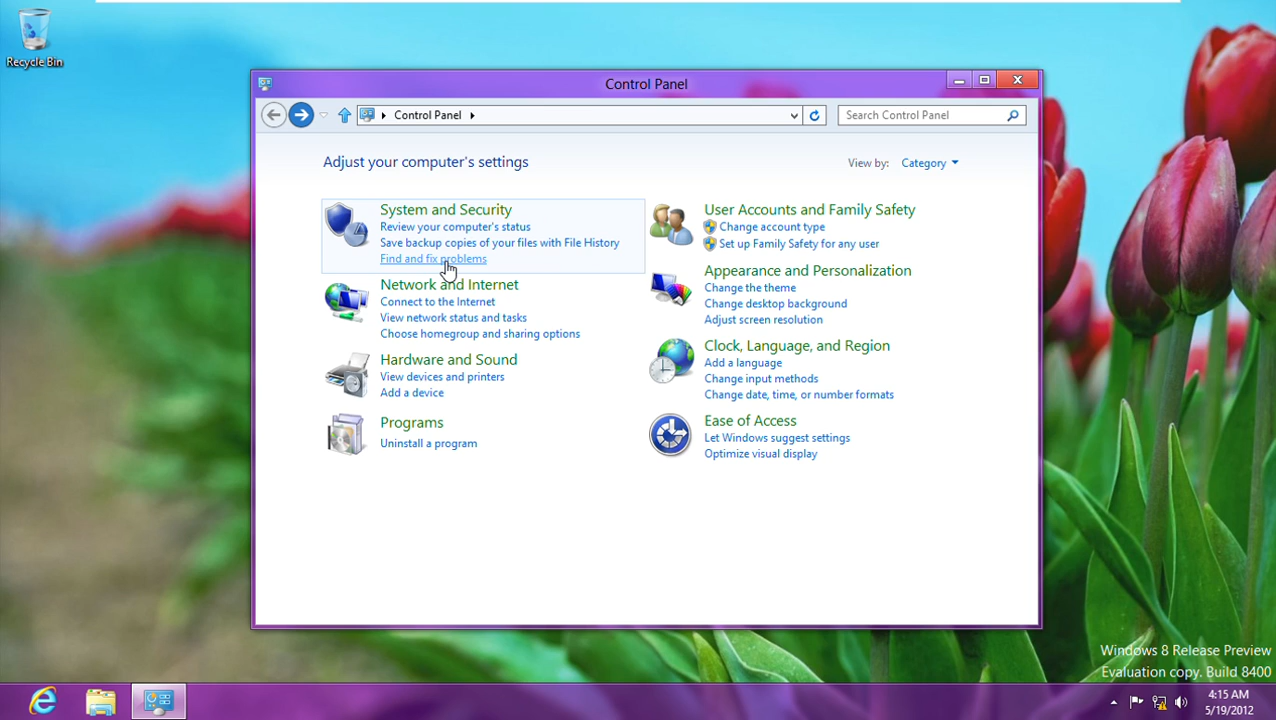 Recycle Bin
Control Panel
Control Panel
Search Control Panel
Adjust your computer's settings
View by: Category
System and Security
Review your computer's status
Save backup copies of your files with File History
Find and fix problems
Network and Internet
Connect to the Internet
View network status and tasks
Choose homegroup and sharing options
Hardware and Sound
View devices and printers
Add a device
Programs
Uninstall a program
User Accounts and Family Safety
Change account type
Set up Family Safety for any user
Appearance and Personalization
Change the theme
Change desktop background
Adjust screen resolution
Clock, Language, and Region
Add a language
Change input methods
Change date, time, or number formats
Ease of Access
Let Windows suggest settings
Optimize visual display
Windows 8 Release Preview
Evaluation copy. Build 8400
4:15 AM
5/19/2012